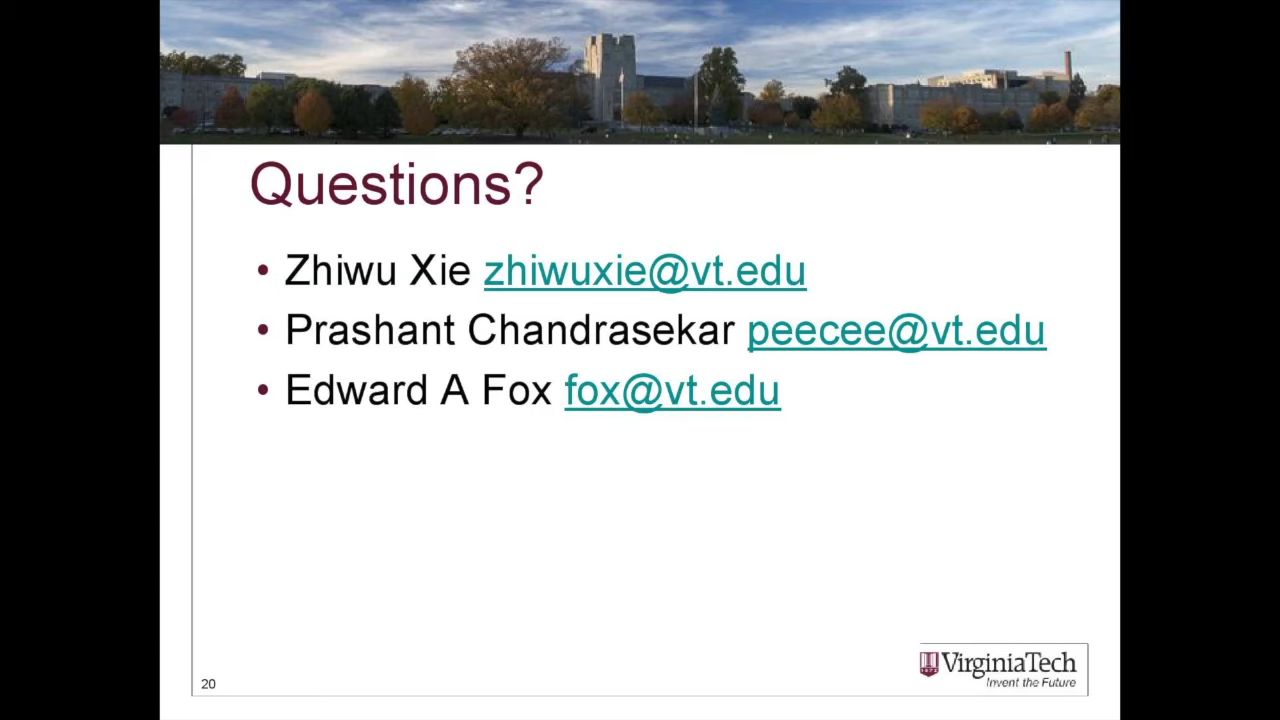 Questions?
• Zhiwu Xie zhiwuxie@vt.edu
• Prashant Chandrasekar peecee@vt.edu
• Edward A Fox fox@vt.edu
VirginiaTech
Invent the Future
20